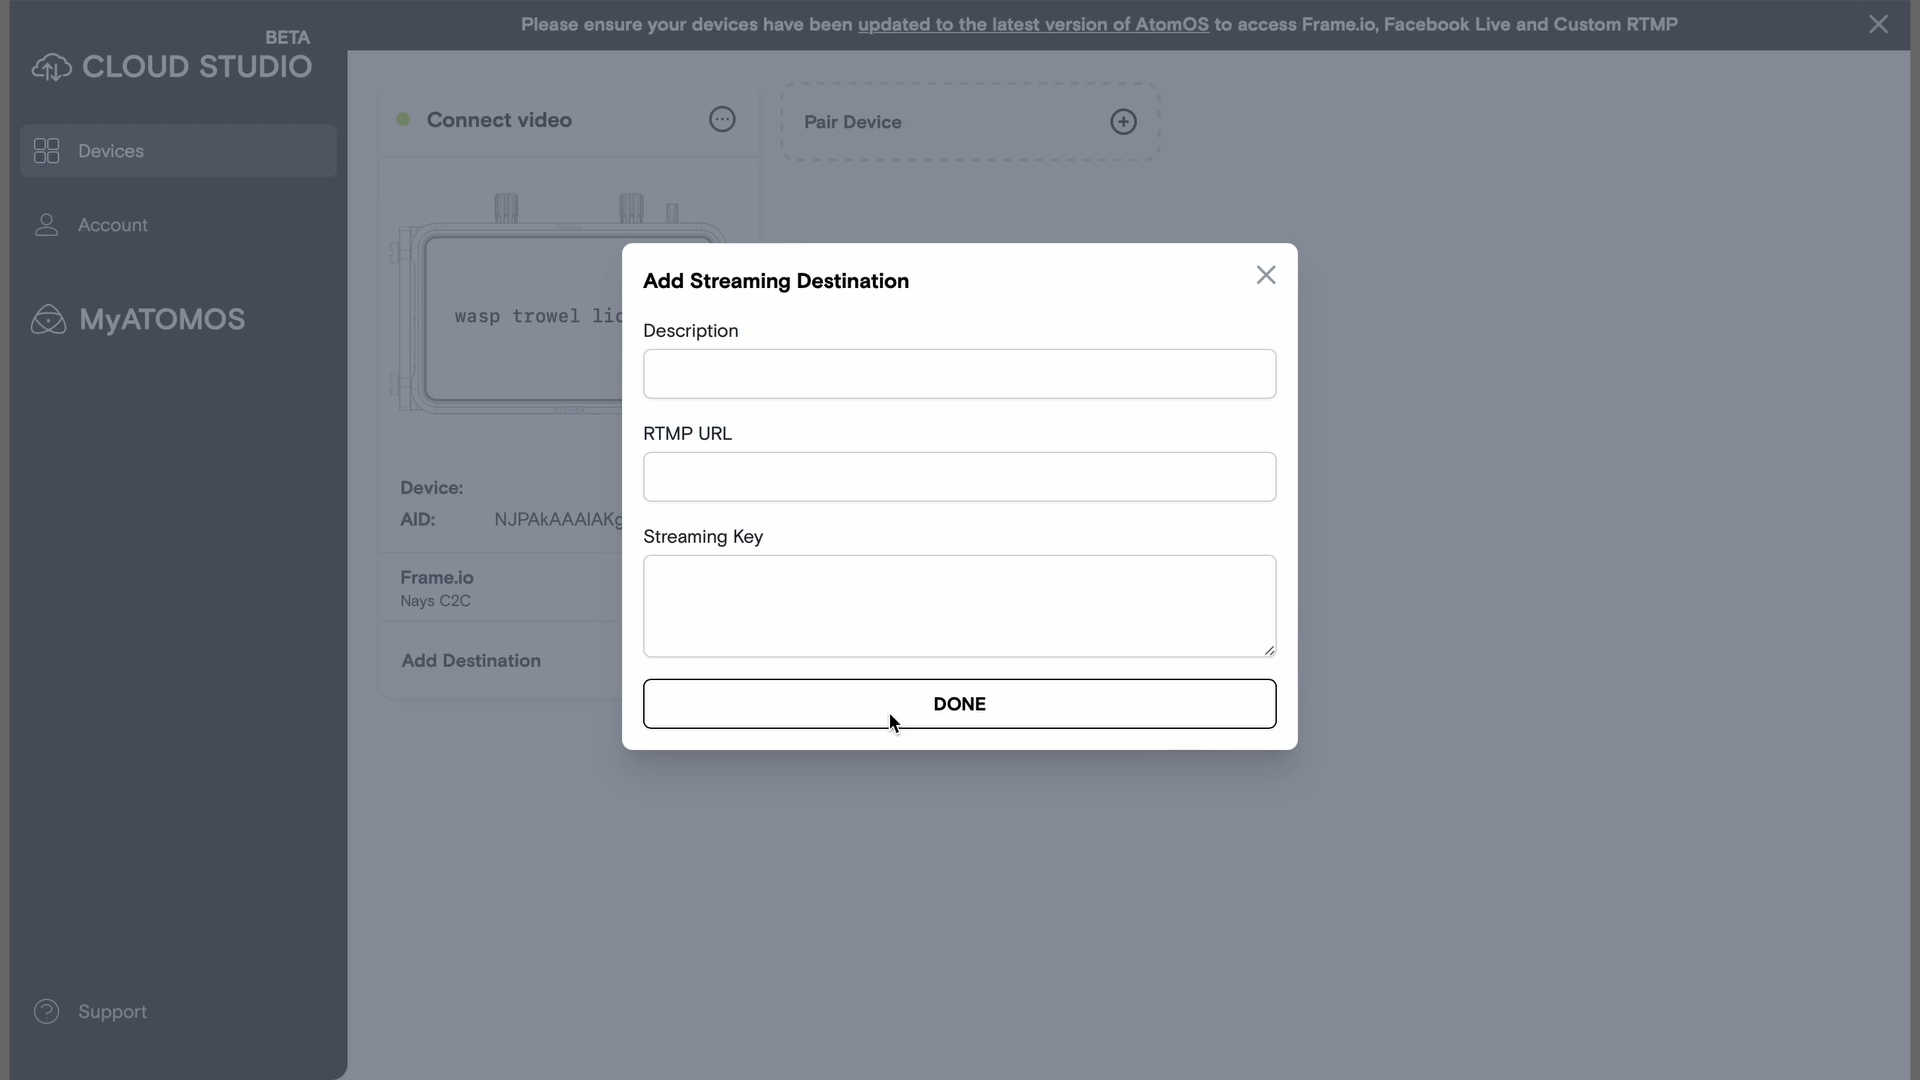 Please ensure your devices have been updated to the latest version of AtomOS to access Frame.io, Facebook Live and Custom RTMP
BETA
CLOUD STUDIO
Devices
Account
MyATOMOS
Support
Connect video
Pair Device
wasp trowel
Device:
AID: NJPAkAAAIAKg
Frame.io
Nays C2C
Add Destination
Add Streaming Destination
Description
RTMP URL
Streaming Key
DONE